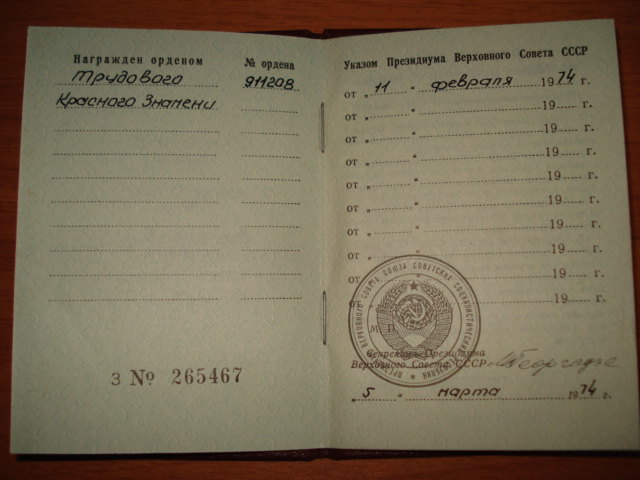 Награжден орденом
№ ордена
Трудового
911208
Красного Знамени
З № 265467
Указом Президиума Верховного Совета СССР
от „11“ февраля 1974 г.
от „ “ 19 г.
от „ “ 19 г.
от „ “ 19 г.
от „ “ 19 г.
от „ “ 19 г.
от „ “ 19 г.
от „ “ 19 г.
от „ “ 19 г.
от „ “ 19 г.
М. П.
Секретарь Президиума
Верховного Совета СССР МГеоргадзе
„5“ марта 1974 г.